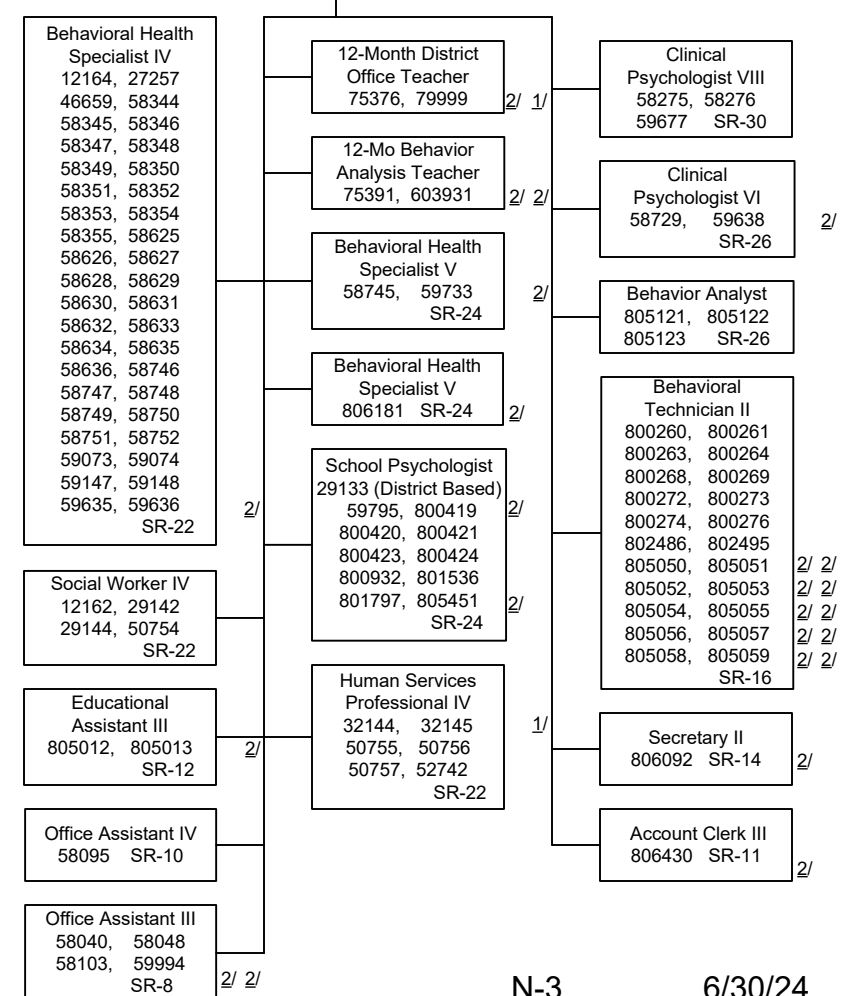 Behavioral Health
Specialist IV
12164, 27257
46659, 58344
58345, 58346
58347, 58348
58349, 58350
58351, 58352
58353, 58354
58355, 58625
58626, 58627
58628, 58629
58630, 58631
58632, 58633
58634, 58635
58636, 58746
58747, 58748
58749, 58750
58751, 58752
59073, 59074
59147, 59148
59635, 59636 2/
SR-22
Social Worker IV
12162, 29142
29144, 50754
SR-22
Educational
Assistant III
805012, 805013 2/
SR-12
Office Assistant IV
58095 SR-10
Office Assistant III
58040, 58048
58103, 59994
SR-8 2/ 2/
12-Month District
Office Teacher
75376, 79999 2/ 1/
12-Mo Behavior
Analysis Teacher
75391, 603931 2/ 2/
Behavioral Health
Specialist V
58745, 59733 2/
SR-24
Behavioral Health
Specialist V
806181 SR-24 2/
School Psychologist
29133 (District Based)
59795, 800419 2/
800420, 800421
800423, 800424
800932, 801536
801797, 805451 2/
SR-24
Human Services
Professional IV
32144, 32145 1/
50755, 50756
50757, 52742
SR-22
Clinical
Psychologist VIII
58275, 58276
59677 SR-30
Clinical
Psychologist VI
58729, 59638 2/
SR-26
Behavior Analyst
805121, 805122
805123 SR-26
Behavioral
Technician II
800260, 800261
800263, 800264
800268, 800269
800272, 800273
800274, 800276
802486, 802495
805050, 805051 2/ 2/
805052, 805053 2/ 2/
805054, 805055 2/ 2/
805056, 805057 2/ 2/
805058, 805059 2/ 2/
SR-16
Secretary II
806092 SR-14 2/
Account Clerk III
806430 SR-11 2/
N-3 6/30/24